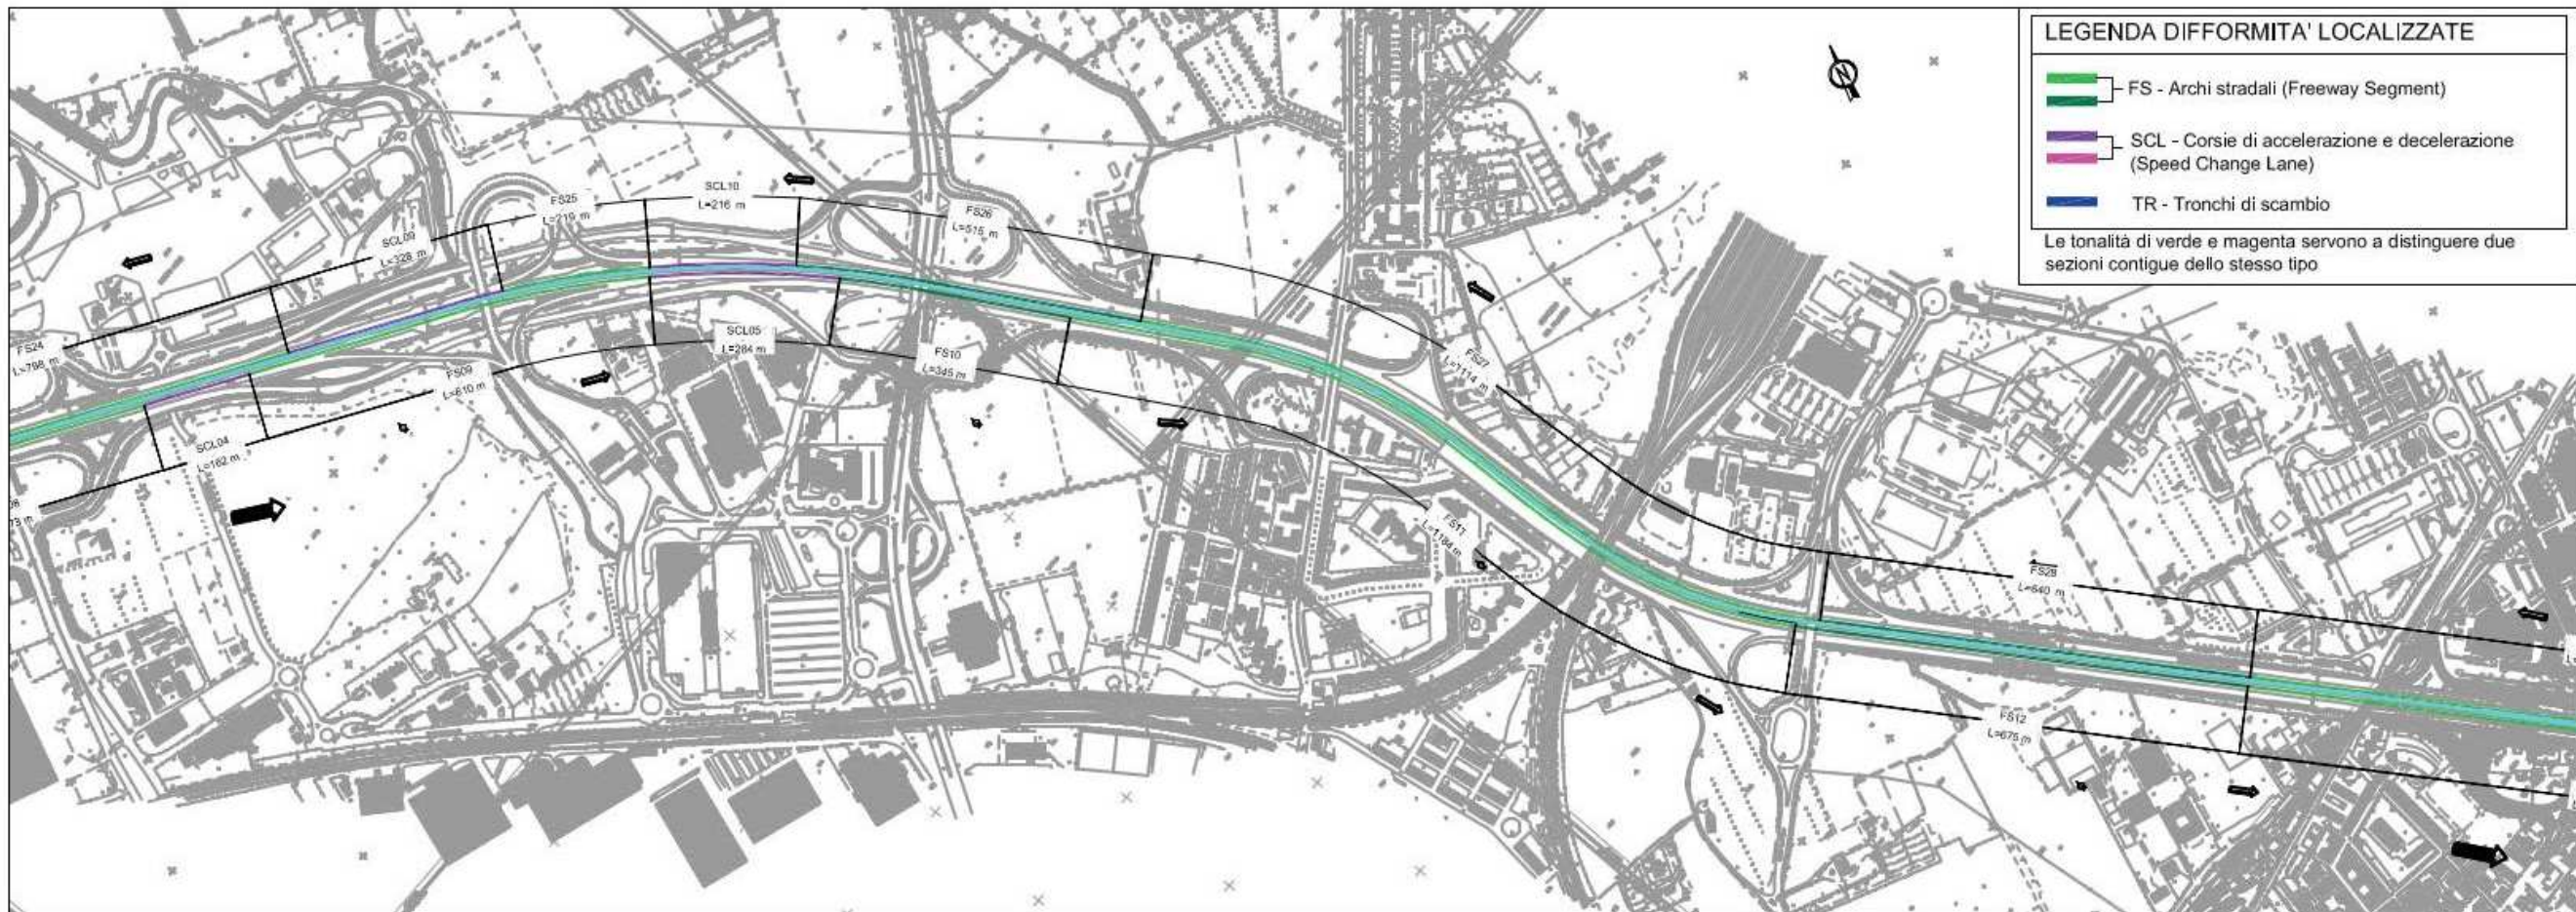 LEGENDA DIFFORMITA' LOCALIZZATE
FS - Archi stradali (Freeway Segment)
SCL - Corsie di accelerazione e decelerazione
(Speed Change Lane)
TR - Tronchi di scambio
Le tonalità di verde e magenta servono a distinguere due
sezioni contigue dello stesso tipo
N
FS24
L=798 m
SCL09
L=328 m
FS25
L=219 m
SCL10
L=216 m
FS26
L=515 m
FS27
L=1114 m
FS28
L=640 m
SCL04
L=162 m
FS09
L=610 m
SCL05
L=284 m
FS10
L=345 m
L=1184 m
FS12
L=675 m